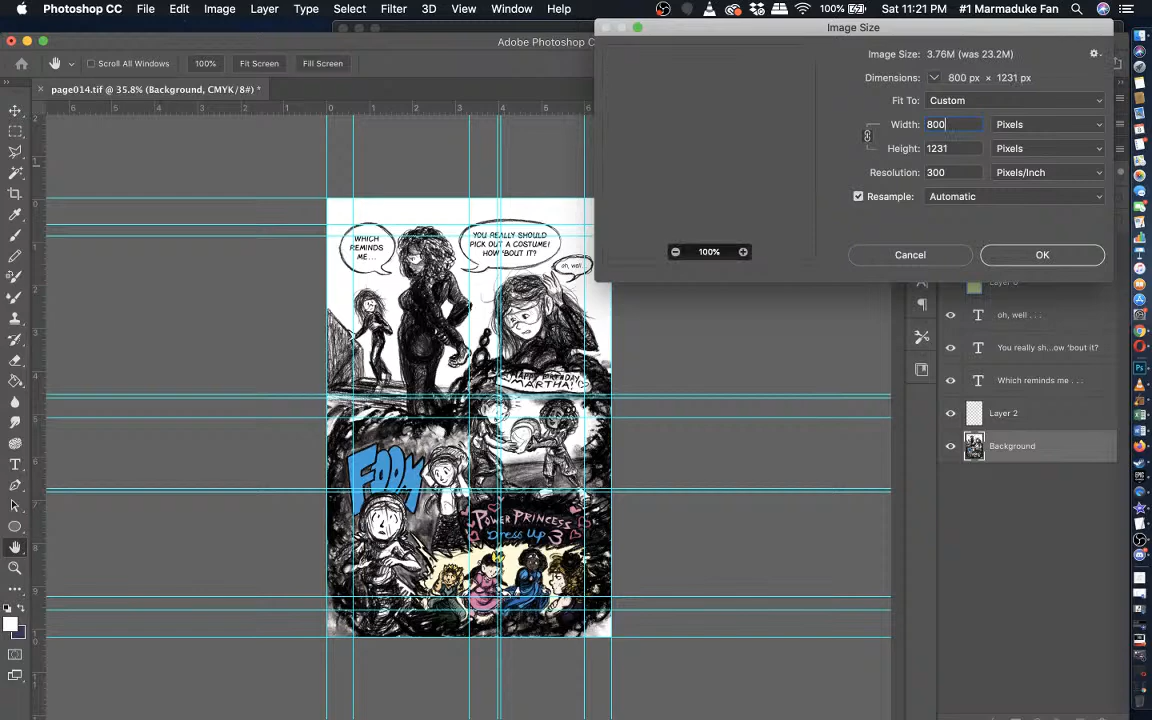 Photoshop CC File Edit Image Layer Type Select Filter 3D View Window Help 100% Sat 11:21 PM #1 Marmaduke Fan
Image Size
Adobe Photoshop C
Image Size: 3.76M (was 23.2M)
Scroll All Windows 100% Fit Screen Fill Screen
Dimensions: 800 px × 1231 px
page014.tif @ 35.8% (Background, CMYK/8#) *
Fit To: Custom
Width: 800 Pixels
Height: 1231 Pixels
Resolution: 300 Pixels/Inch
Resample: Automatic
100%
Cancel OK
WHICH
REMINDS
ME...
YOU REALLY SHOULD
PICK OUT A COSTUME!
HOW 'BOUT IT?
oh, well...
HAPPY BIRTHDAY
MARTHA!
FOOM
POWER PRINCESS
Dress Up 3
oh, well . . .
You really sh...ow 'bout it?
Which reminds me . . .
Layer 2
Background